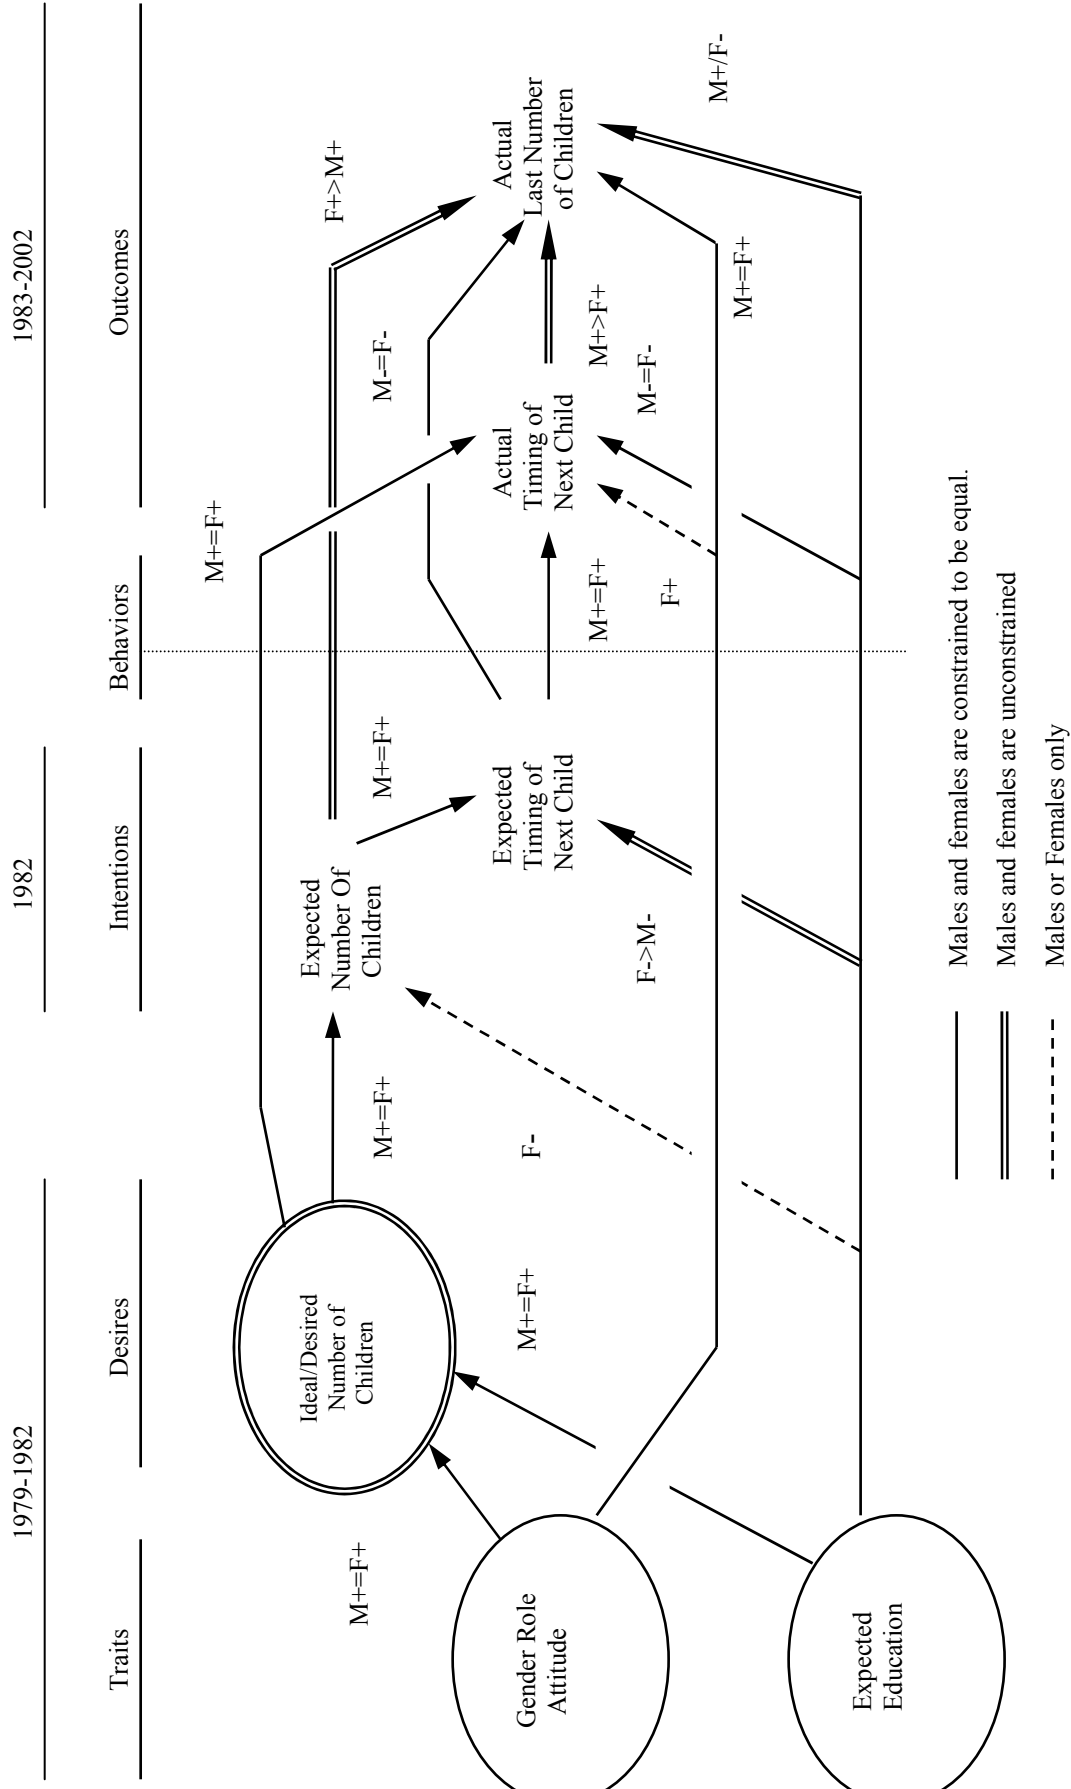 1979-1982
1982
1983-2002
Traits
Desires
Intentions
Behaviors
Outcomes
M+=F+
F+>M+
M+=F+
Ideal/Desired
Number of
Children
M+=F+
Expected
Number Of
Children
M+=F+
M-=F-
Gender Role
Attitude
M+=F+
F-
Expected
Timing of
Next Child
Actual
Timing of
Next Child
Actual
Last Number
of Children
M+=F+
M+>F+
F->M-
F+
M-=F-
M+=F+
M+/F-
Expected
Education
Males and females are constrained to be equal.
Males and females are unconstrained
Males or Females only